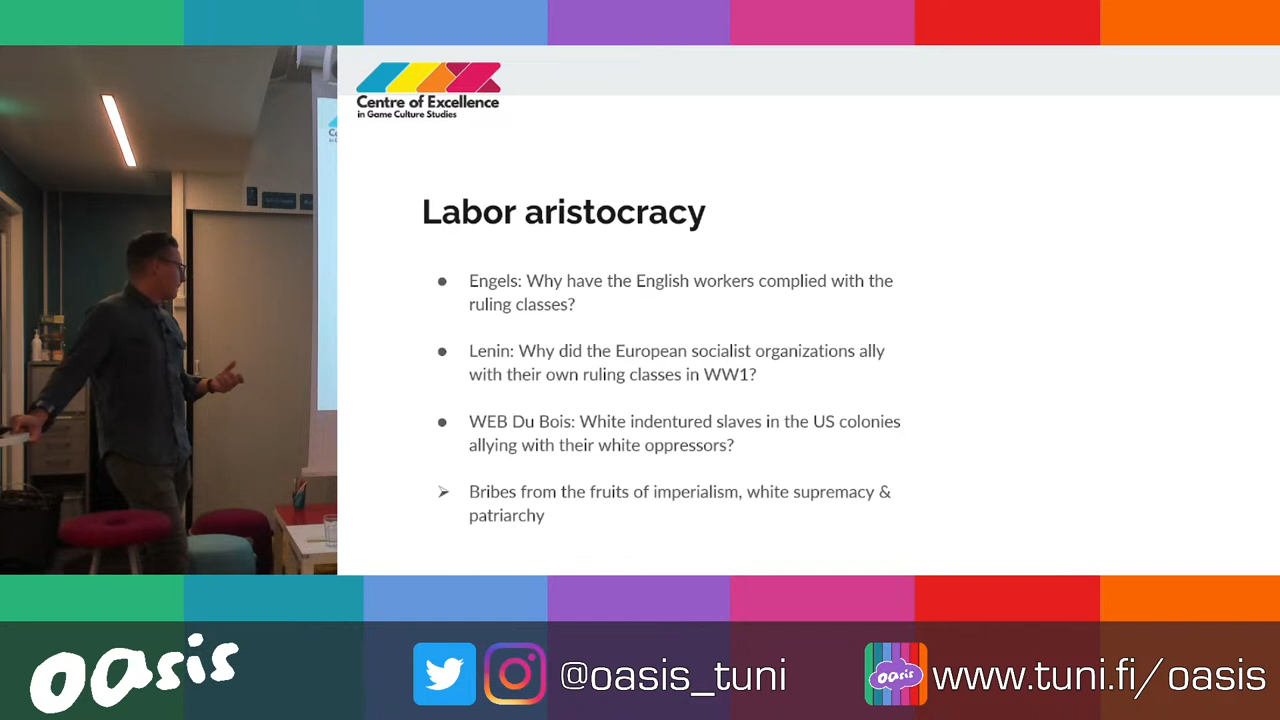 Centre of Excellence
in Game Culture Studies
Labor aristocracy
● Engels: Why have the English workers complied with the
ruling classes?
● Lenin: Why did the European socialist organizations ally
with their own ruling classes in WW1?
● WEB Du Bois: White indentured slaves in the US colonies
allying with their white oppressors?
➢ Bribes from the fruits of imperialism, white supremacy &
patriarchy
oasis
@oasis_tuni
oasis
www.tuni.fi/oasis